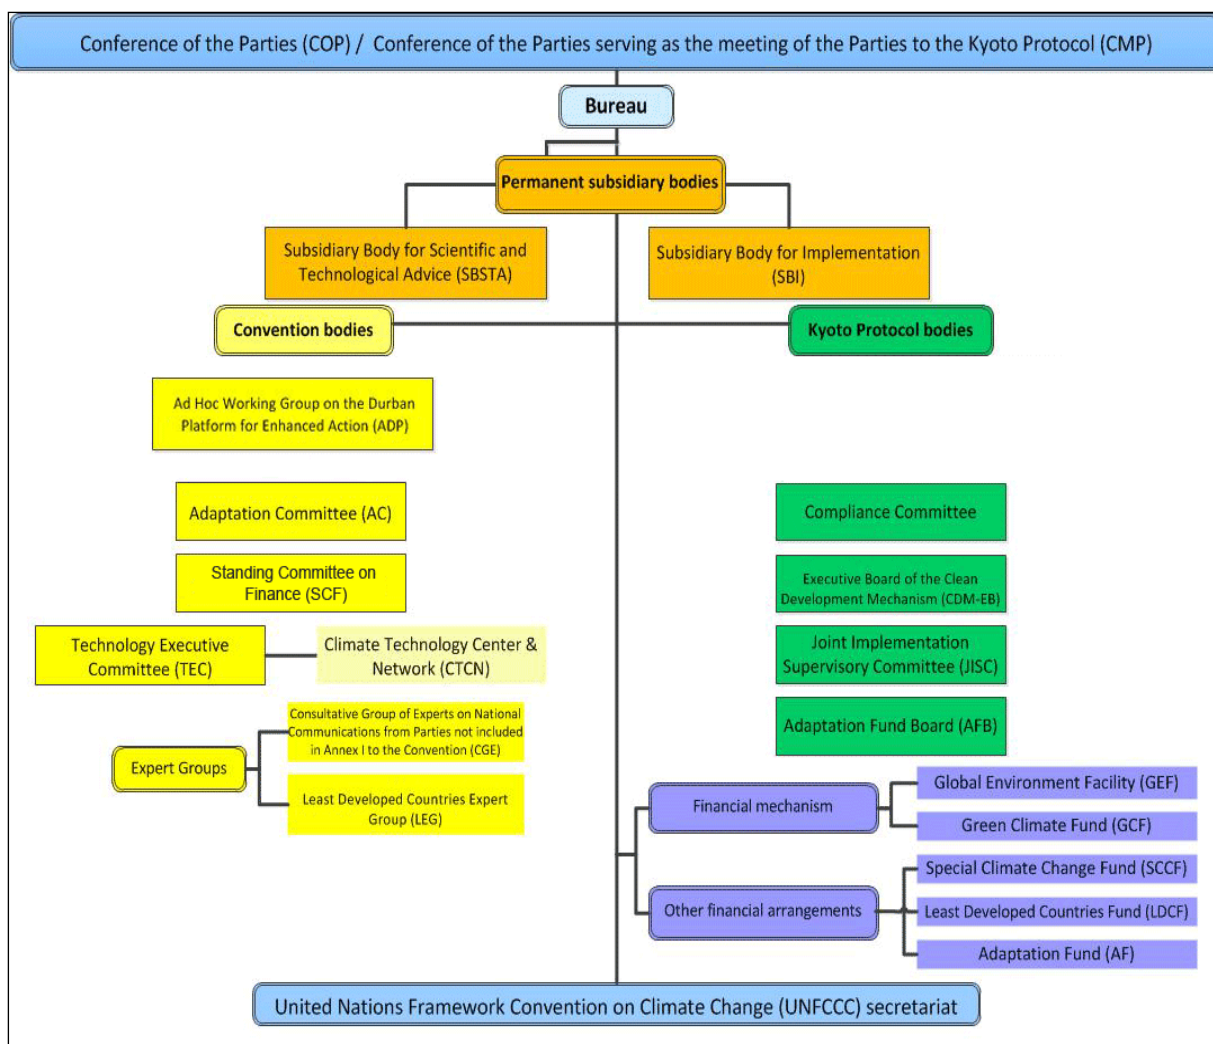 Conference of the Parties (COP) / Conference of the Parties serving as the meeting of the Parties to the Kyoto Protocol (CMP)
Bureau
Permanent subsidiary bodies
Subsidiary Body for Scientific and
Technological Advice (SBSTA)
Subsidiary Body for Implementation
(SBI)
Convention bodies
Kyoto Protocol bodies
Ad Hoc Working Group on the Durban
Platform for Enhanced Action (ADP)
Adaptation Committee (AC)
Compliance Committee
Standing Committee on
Finance (SCF)
Executive Board of the Clean
Development Mechanism (CDM-EB)
Technology Executive
Committee (TEC)
Climate Technology Center &
Network (CTCN)
Joint Implementation
Supervisory Committee (JISC)
Consultative Group of Experts on National
Communications from Parties not included
in Annex I to the Convention (CGE)
Adaptation Fund Board (AFB)
Expert Groups
Least Developed Countries Expert
Group (LEG)
Financial mechanism
Global Environment Facility (GEF)
Green Climate Fund (GCF)
Special Climate Change Fund (SCCF)
Other financial arrangements
Least Developed Countries Fund (LDCF)
Adaptation Fund (AF)
United Nations Framework Convention on Climate Change (UNFCCC) secretariat